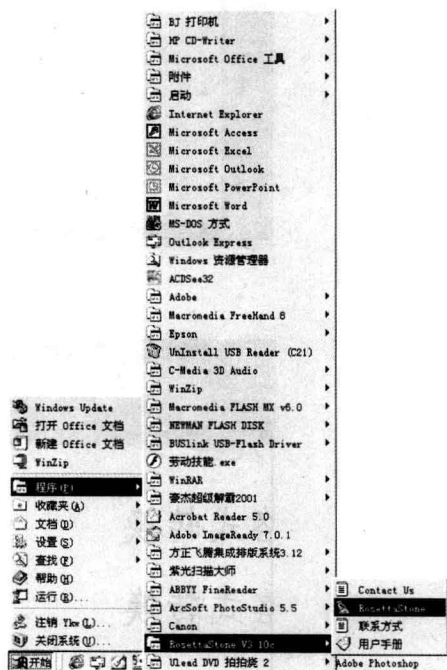 BJ 打印机
HP CD-Writer
Microsoft Office 工具
附件
启动
Internet Explorer
Microsoft Access
Microsoft Excel
Microsoft Outlook
Microsoft PowerPoint
Microsoft Word
MS-DOS 方式
Outlook Express
Windows 资源管理器
ACDSee32
Adobe
Macromedia FreeHand 8
Epson
UnInstall USB Reader (C21)
C-Media 3D Audio
WinZip
Macromedia FLASH MX v6.0
NEWMAN FLASH DISK
BUSlink USB-Flash Driver
劳动技能.exe
WinRAR
豪杰超级解霸2001
Acrobat Reader 5.0
Adobe ImageReady 7.0.1
方正飞腾集成排版系统3.12
紫光扫描大师
ABBYY FineReader
ArcSoft PhotoStudio 5.5
Canon
RosettaStone V3 10c
Ulead DVD 拍拍烧 2
Windows Update
打开 Office 文档
新建 Office 文档
WinZip
程序(P)
收藏夹(A)
文档(D)
设置(S)
查找(F)
帮助(H)
运行(R)...
注销 Ykw(L)...
关闭系统(U)...
开始
Contact Us
RosettaStone
联系方式
用户手册
Adobe Photoshop